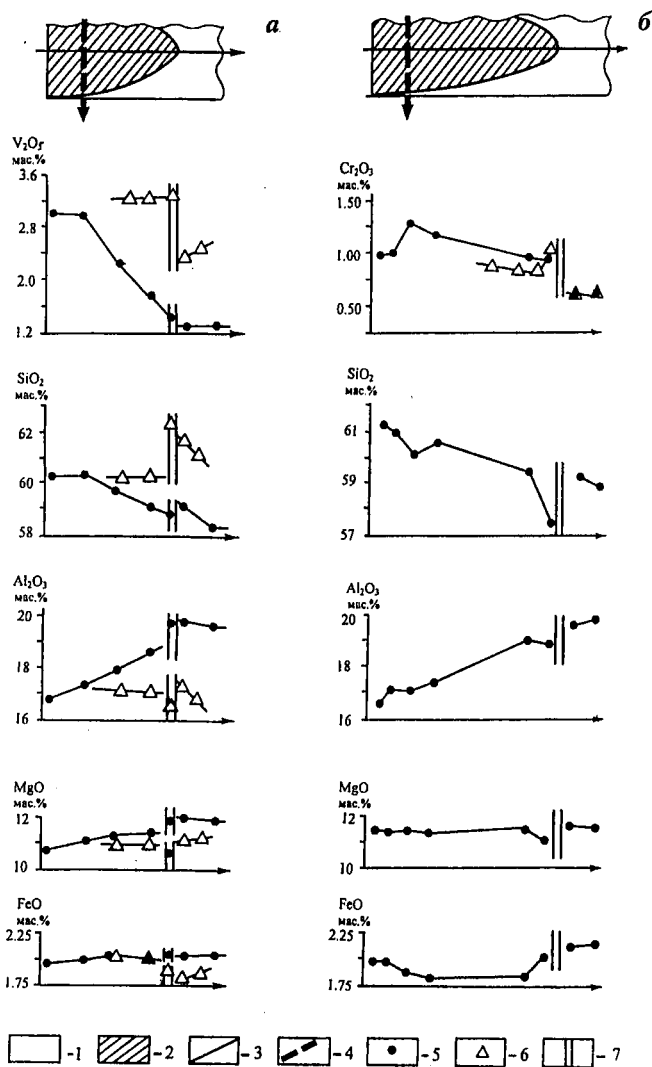 а
б
V₂O₅
мас.%
3.6
2.8
2.0
1.2
Cr₂O₃
мас.%
1.50
1.00
0.50
SiO₂
мас.%
62
60
58
SiO₂
мас.%
61
59
57
Al₂O₃
мас.%
20
18
16
Al₂O₃
мас.%
20
18
16
MgO
мас.%
12
10
MgO
мас.%
12
10
FeO
мас.%
2.25
1.75
FeO
мас.%
2.25
1.75
-1 -2 -3 -4 -5 -6 -7